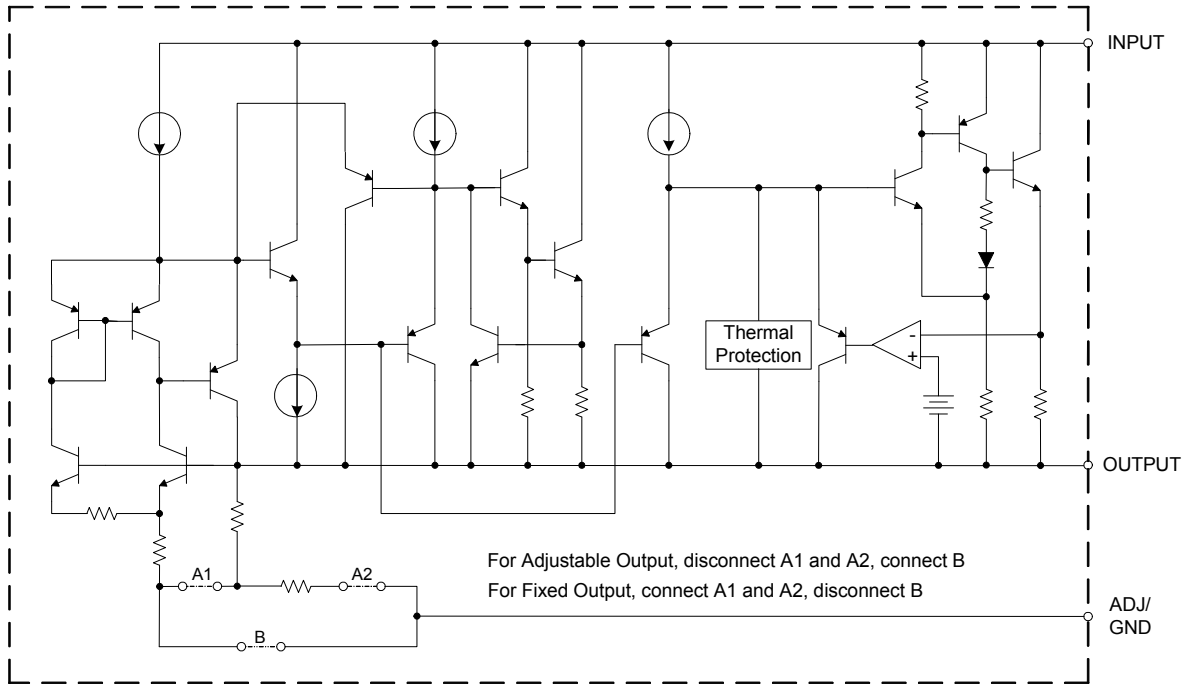 INPUT
Thermal
Protection
-
+
OUTPUT
A1
A2
B
For Adjustable Output, disconnect A1 and A2, connect B
For Fixed Output, connect A1 and A2, disconnect B
ADJ/
GND